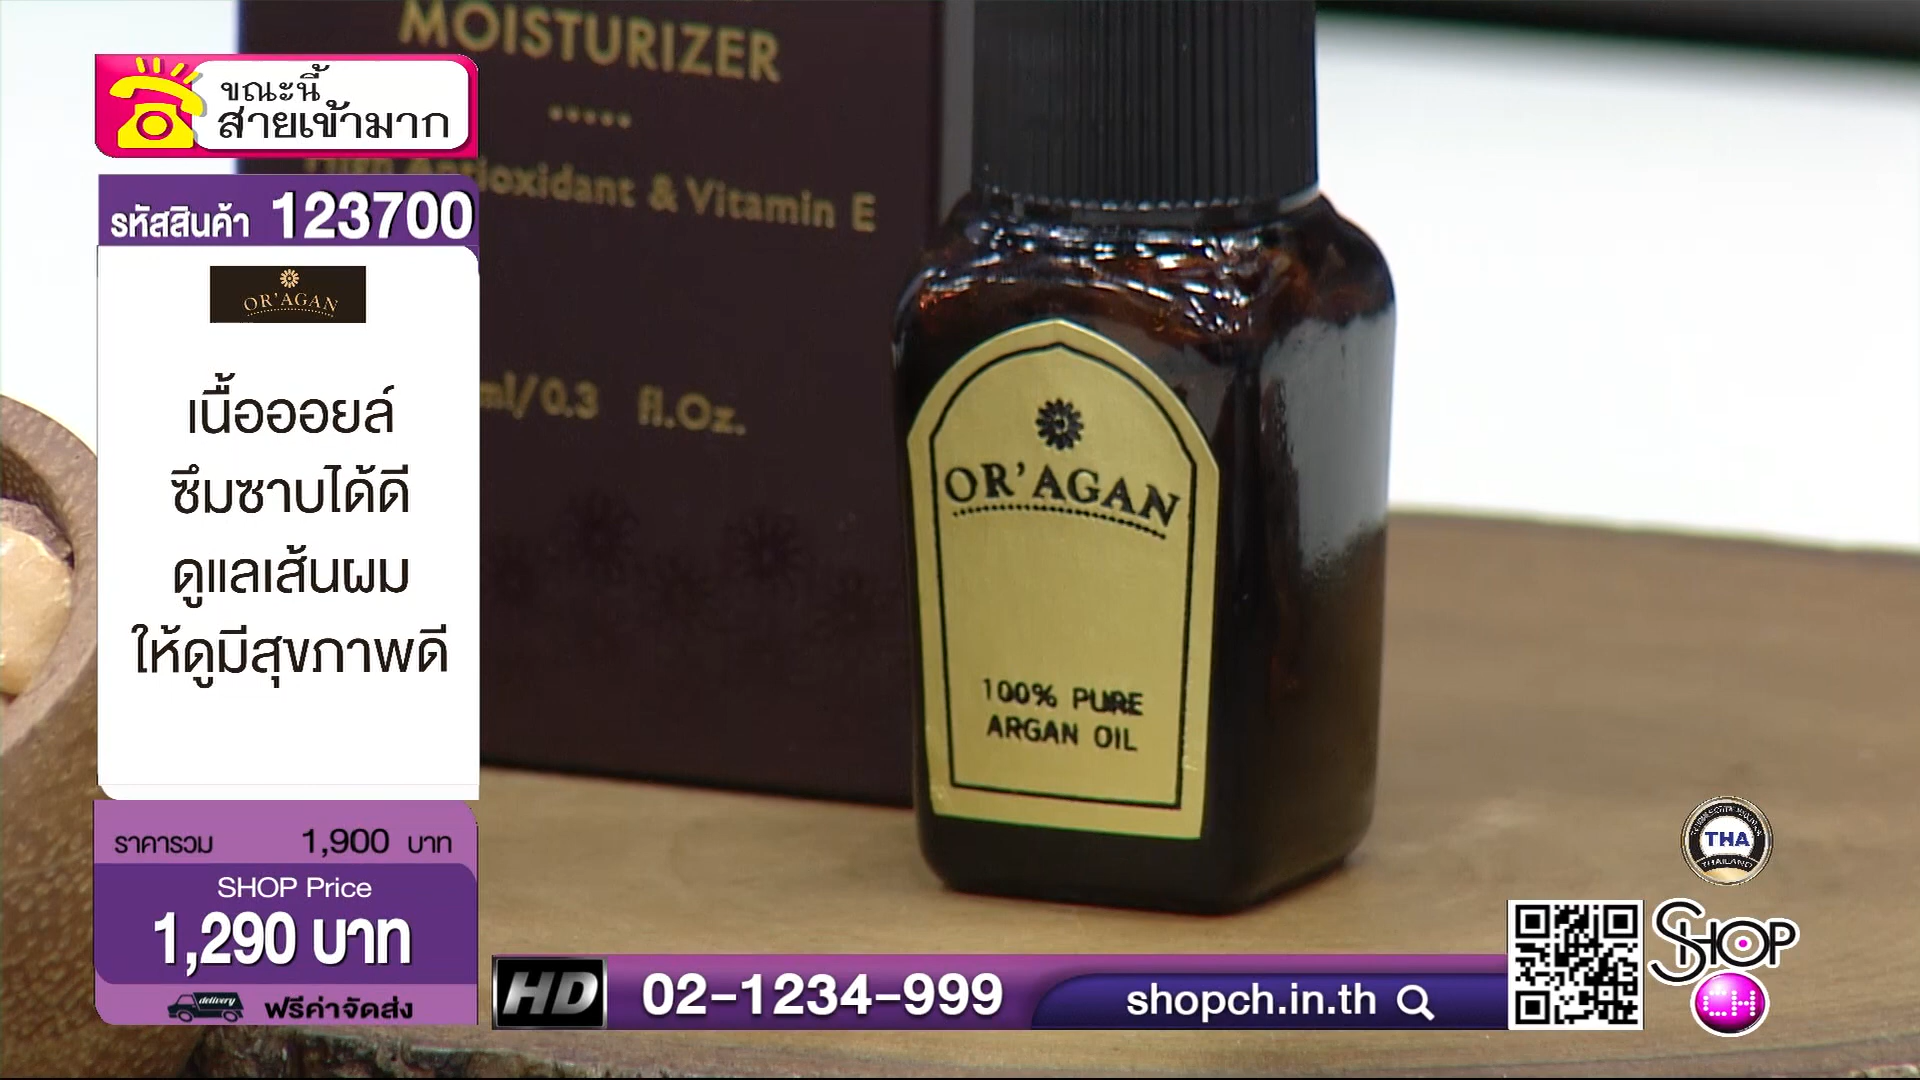 ขณะนี้
สายเข้ามาก
รหัสสินค้า 123700
OR'AGAN
เนื้อออยล์
ซึมซาบได้ดี
ดูแลเส้นผม
ให้ดูมีสุขภาพดี
ราคารวม 1,900 บาท
SHOP Price
1,290 บาท
delivery ฟรีค่าจัดส่ง
MOISTURIZER
Antioxidant & Vitamin E
ml/0.3 fl.Oz.
OR'AGAN
100% PURE
ARGAN OIL
HD 02-1234-999 shopch.in.th
THA
THAILAND
SHOP
CH